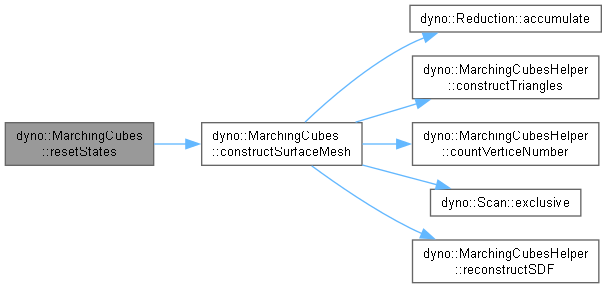 dyno::Reduction::accumulate
dyno::MarchingCubesHelper
::constructTriangles
dyno::MarchingCubes
::resetStates
dyno::MarchingCubes
::constructSurfaceMesh
dyno::MarchingCubesHelper
::countVerticeNumber
dyno::Scan::exclusive
dyno::MarchingCubesHelper
::reconstructSDF